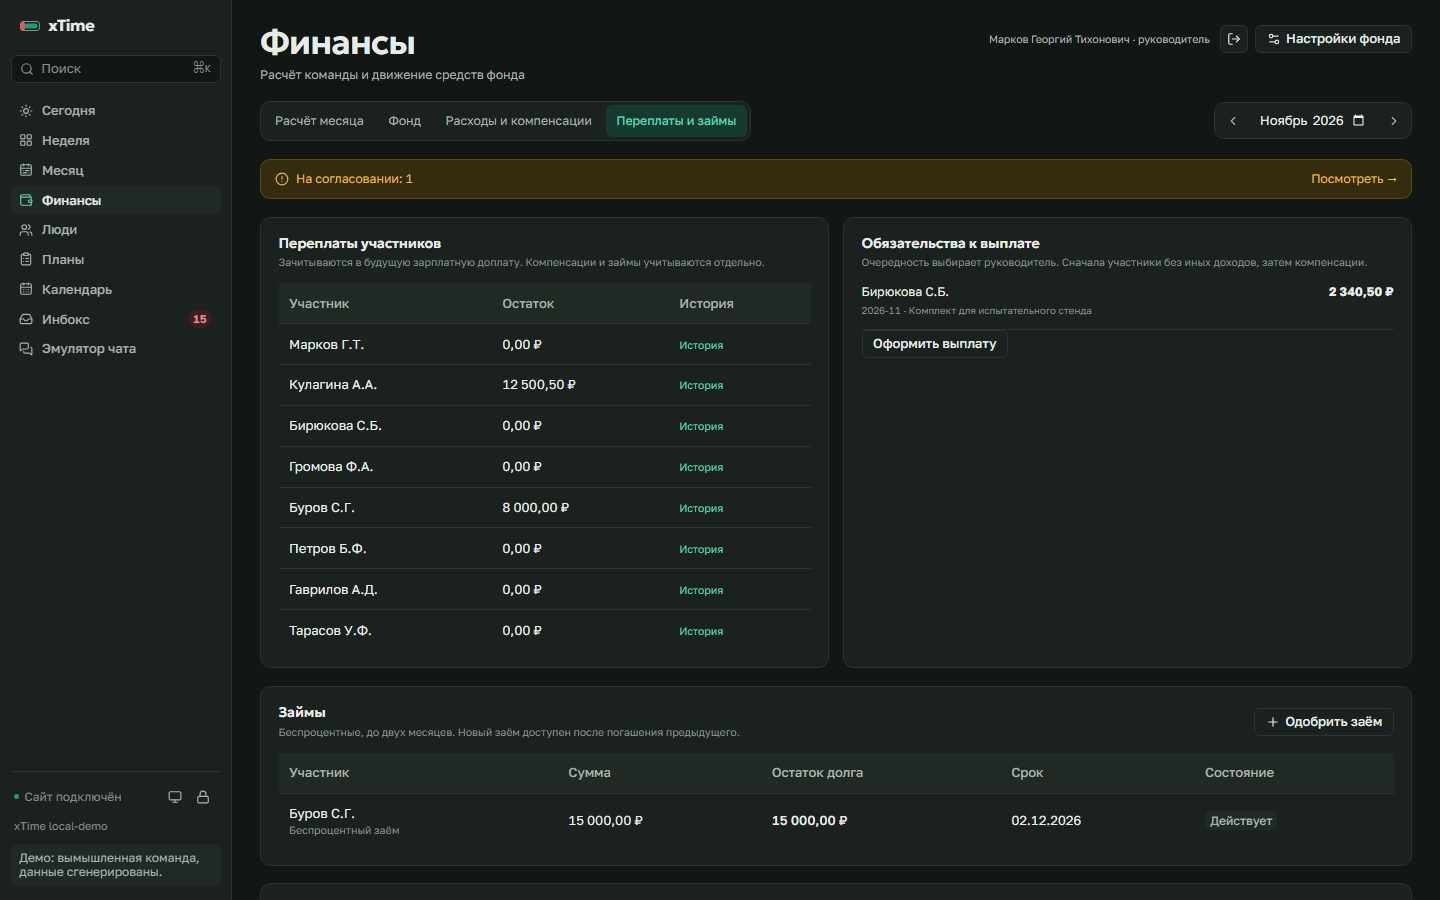 xTime
Поиск
⌘K
Сегодня
Неделя
Месяц
Финансы
Люди
Планы
Календарь
Инбокс 15
Эмулятор чата
Сайт подключён
xTime local-demo
Демо: вымышленная команда,
данные сгенерированы.
Финансы
Расчёт команды и движение средств фонда
Марков Георгий Тихонович · руководитель
Настройки фонда
Расчёт месяца Фонд Расходы и компенсации Переплаты и займы
Ноябрь 2026
На согласовании: 1
Посмотреть →
Переплаты участников
Зачитываются в будущую зарплатную доплату. Компенсации и займы учитываются отдельно.
Участник Остаток История
Марков Г.Т. 0,00 ₽ История
Кулагина А.А. 12 500,50 ₽ История
Бирюкова С.Б. 0,00 ₽ История
Громова Ф.А. 0,00 ₽ История
Буров С.Г. 8 000,00 ₽ История
Петров Б.Ф. 0,00 ₽ История
Гаврилов А.Д. 0,00 ₽ История
Тарасов У.Ф. 0,00 ₽ История
Обязательства к выплате
Очередность выбирает руководитель. Сначала участники без иных доходов, затем компенсации.
Бирюкова С.Б. 2 340,50 ₽
2026-11 · Комплект для испытательного стенда
Оформить выплату
Займы
Беспроцентные, до двух месяцев. Новый заём доступен после погашения предыдущего.
Одобрить заём
Участник Сумма Остаток долга Срок Состояние
Буров С.Г. 15 000,00 ₽ 15 000,00 ₽ 02.12.2026 Действует
Беспроцентный заём